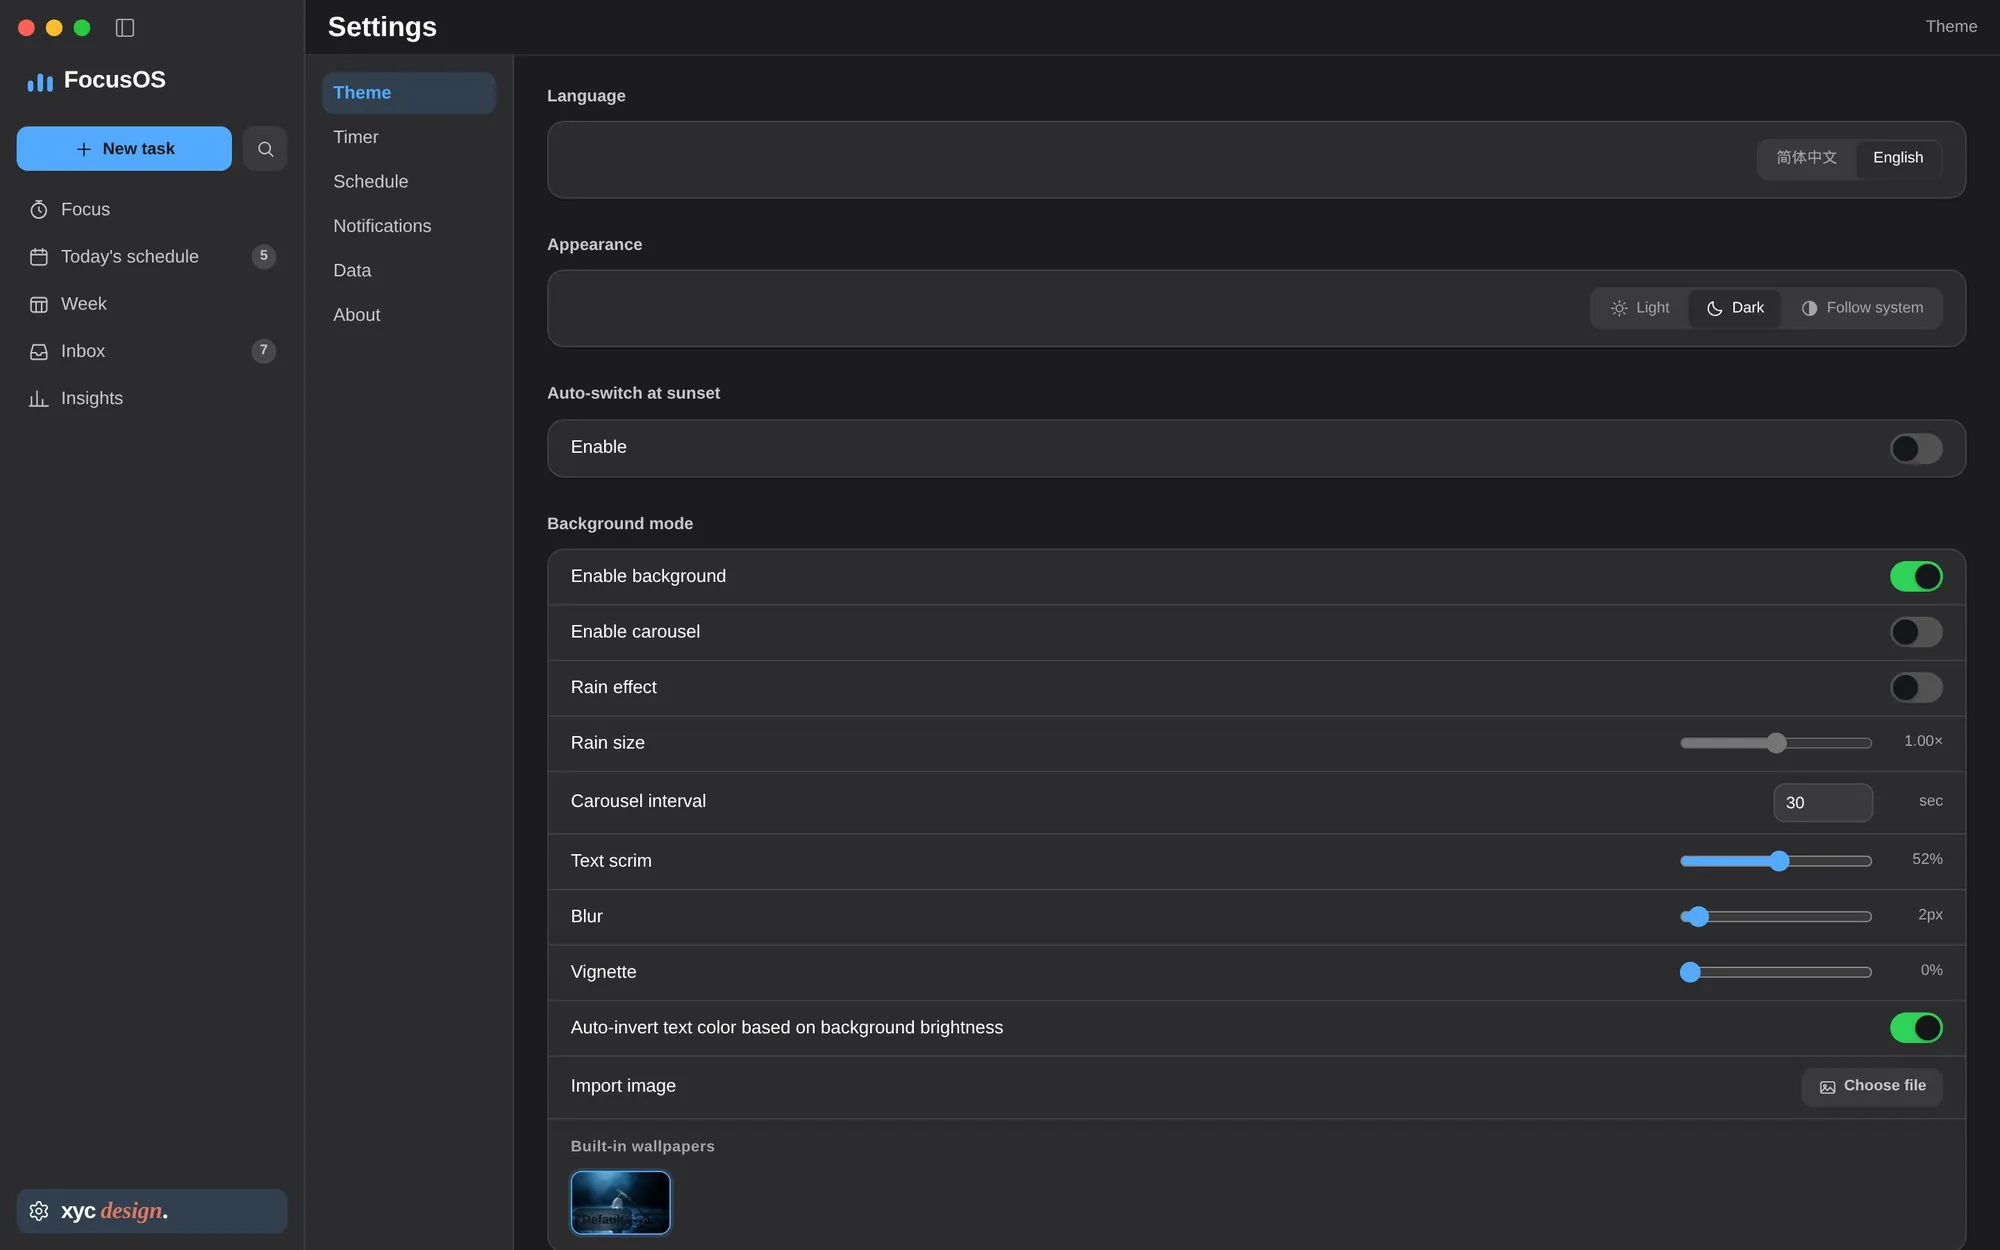 Settings
Theme
FocusOS
New task
Focus
Today's schedule 5
Week
Inbox 7
Insights
xyc design.
Theme
Timer
Schedule
Notifications
Data
About
Language
简体中文 English
Appearance
Light Dark Follow system
Auto-switch at sunset
Enable
Background mode
Enable background
Enable carousel
Rain effect
Rain size 1.00×
Carousel interval 30 sec
Text scrim 52%
Blur 2px
Vignette 0%
Auto-invert text color based on background brightness
Import image Choose file
Built-in wallpapers
Default